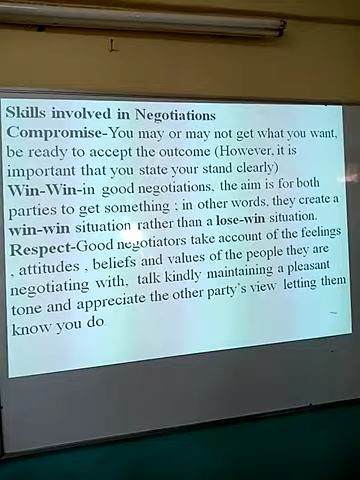 Skills involved in Negotiations
Compromise-You may or may not get what you want,
be ready to accept the outcome (However, it is
important that you state your stand clearly)
Win-Win-in good negotiations, the aim is for both
parties to get something ; in other words, they create a
win-win situation rather than a lose-win situation.
Respect-Good negotiators take account of the feelings
, attitudes , beliefs and values of the people they are
negotiating with, talk kindly maintaining a pleasant
tone and appreciate the other party's view letting them
know you do